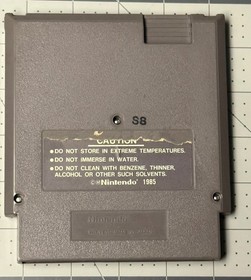 S8
CAUTION
•DO NOT STORE IN EXTREME TEMPERATURES.
•DO NOT IMMERSE IN WATER.
•DO NOT CLEAN WITH BENZENE, THINNER,
ALCOHOL OR OTHER SUCH SOLVENTS.
©®Nintendo® 1985